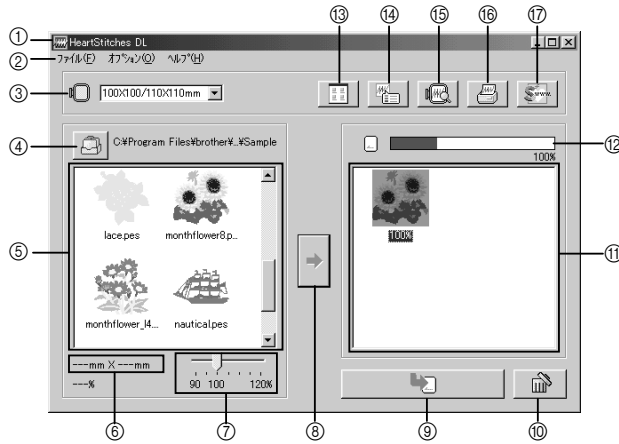 ⑬ ⑭ ⑮ ⑯ ⑰
① HeartStitches DL
② ファイル(F) オプション(O) ヘルプ(H)
③ 100X100/110X110mm
④ C:¥Program Files¥brother¥..¥Sample
⑫
100%
⑤ ⑪
lace.pes monthflower8.p...
100%
monthflower_l4... nautical.pes
---mm X ---mm
---%
90 100 120%
⑥ ⑦ ⑧ ⑨ ⑩
www.